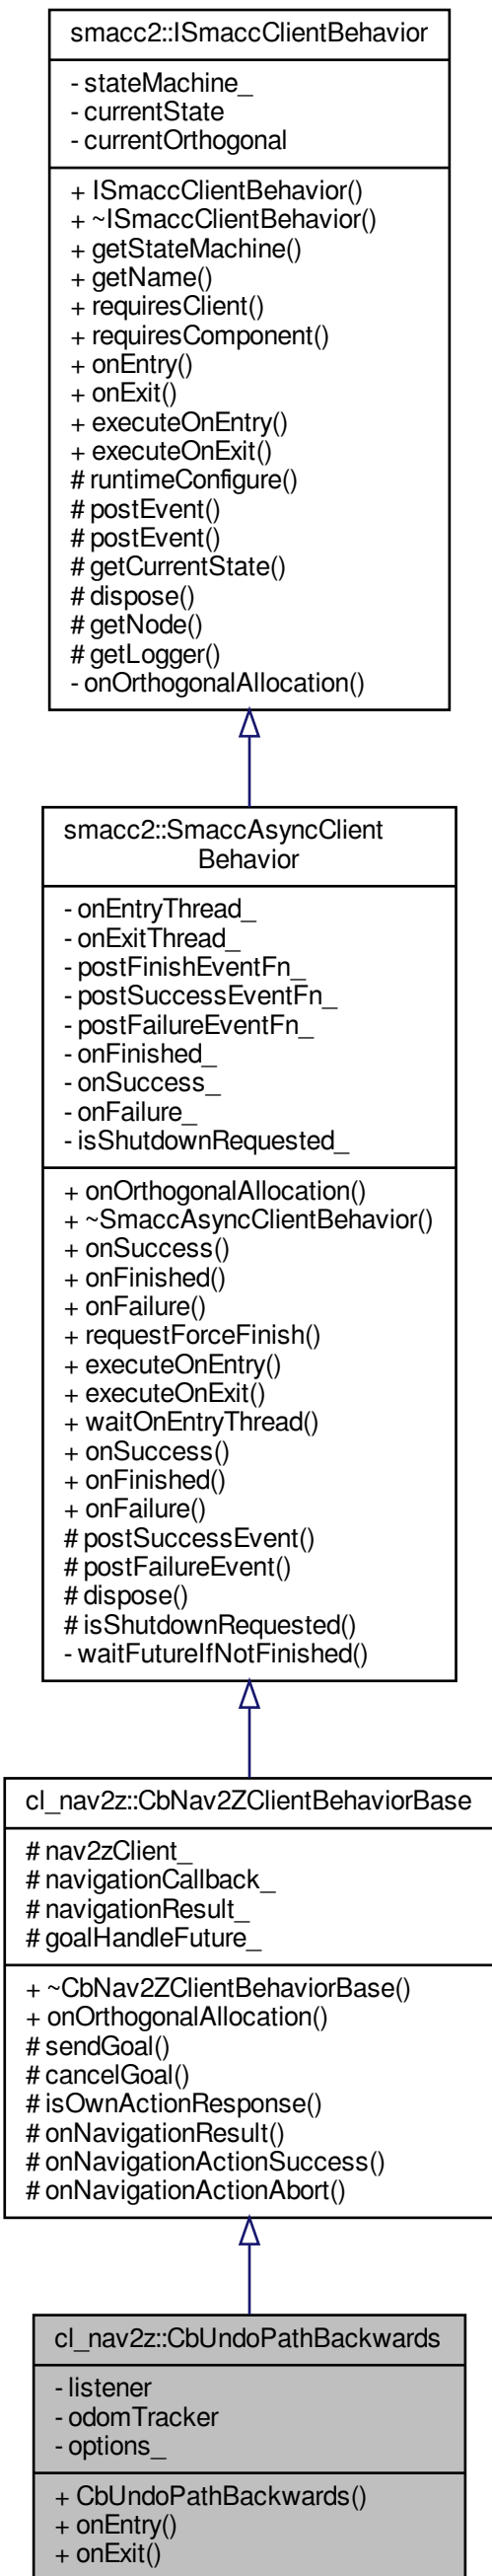 smacc2::ISmaccClientBehavior
- stateMachine_
- currentState
- currentOrthogonal
+ ISmaccClientBehavior()
+ ~ISmaccClientBehavior()
+ getStateMachine()
+ getName()
+ requiresClient()
+ requiresComponent()
+ onEntry()
+ onExit()
+ executeOnEntry()
+ executeOnExit()
# runtimeConfigure()
# postEvent()
# postEvent()
# getCurrentState()
# dispose()
# getNode()
# getLogger()
- onOrthogonalAllocation()
smacc2::SmaccAsyncClient
Behavior
- onEntryThread_
- onExitThread_
- postFinishEventFn_
- postSuccessEventFn_
- postFailureEventFn_
- onFinished_
- onSuccess_
- onFailure_
- isShutdownRequested_
+ onOrthogonalAllocation()
+ ~SmaccAsyncClientBehavior()
+ onSuccess()
+ onFinished()
+ onFailure()
+ requestForceFinish()
+ executeOnEntry()
+ executeOnExit()
+ waitOnEntryThread()
+ onSuccess()
+ onFinished()
+ onFailure()
# postSuccessEvent()
# postFailureEvent()
# dispose()
# isShutdownRequested()
- waitFutureIfNotFinished()
cl_nav2z::CbNav2ZClientBehaviorBase
# nav2zClient_
# navigationCallback_
# navigationResult_
# goalHandleFuture_
+ ~CbNav2ZClientBehaviorBase()
+ onOrthogonalAllocation()
# sendGoal()
# cancelGoal()
# isOwnActionResponse()
# onNavigationResult()
# onNavigationActionSuccess()
# onNavigationActionAbort()
cl_nav2z::CbUndoPathBackwards
- listener
- odomTracker
- options_
+ CbUndoPathBackwards()
+ onEntry()
+ onExit()